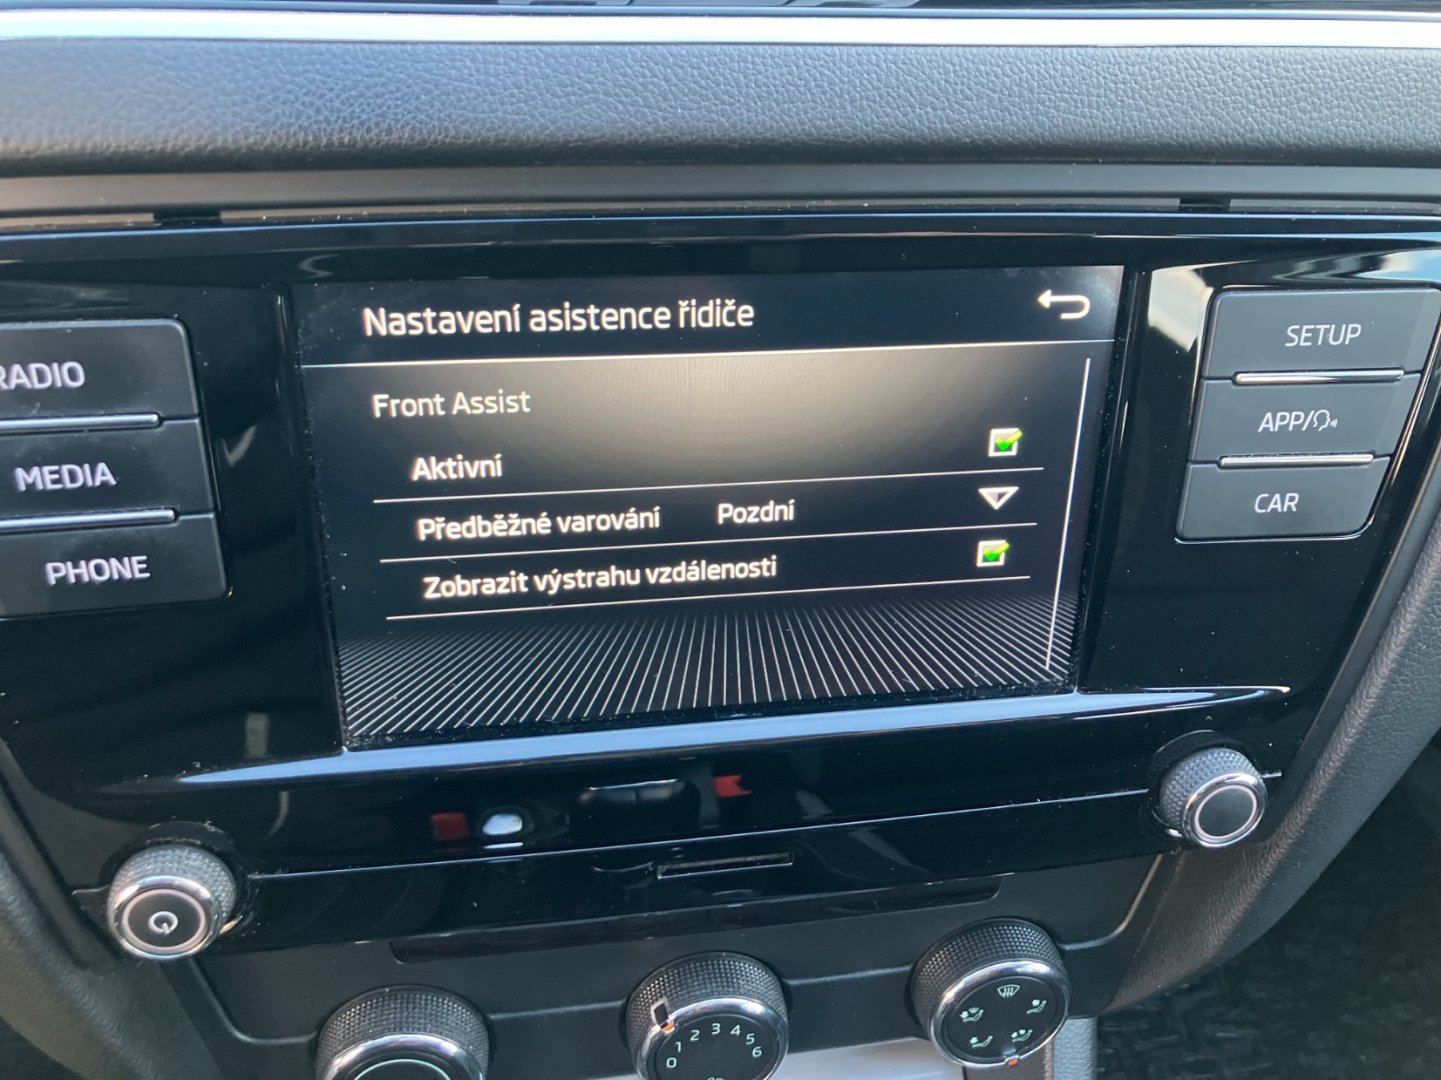 Nastavení asistence řidiče
Front Assist
Aktivní
Předběžné varování Pozdní
Zobrazit výstrahu vzdálenosti
RADIO
MEDIA
PHONE
SETUP
APP/
CAR
0 1 2 3 4 5 6